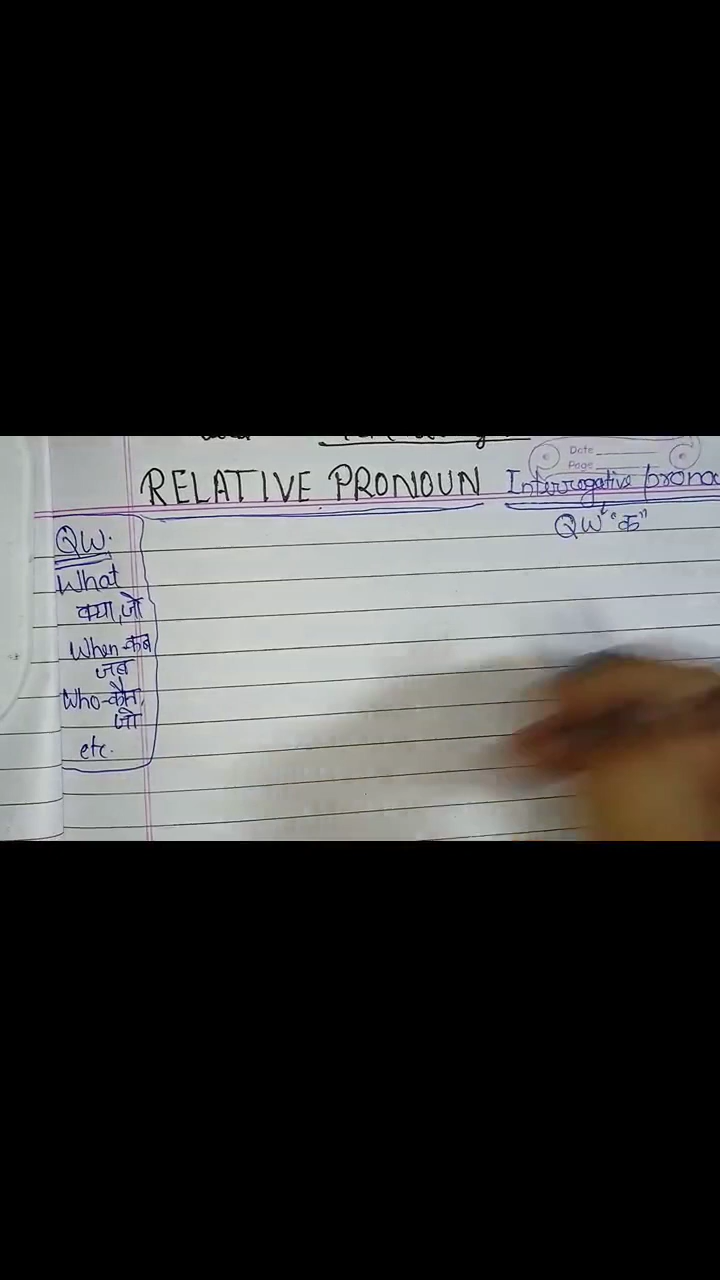 Date
Page
RELATIVE PRONOUN Interrogative prono
QW "क"
QW.
What
क्या, जो
When-कब
जब
Who-कौन,
जो
etc.